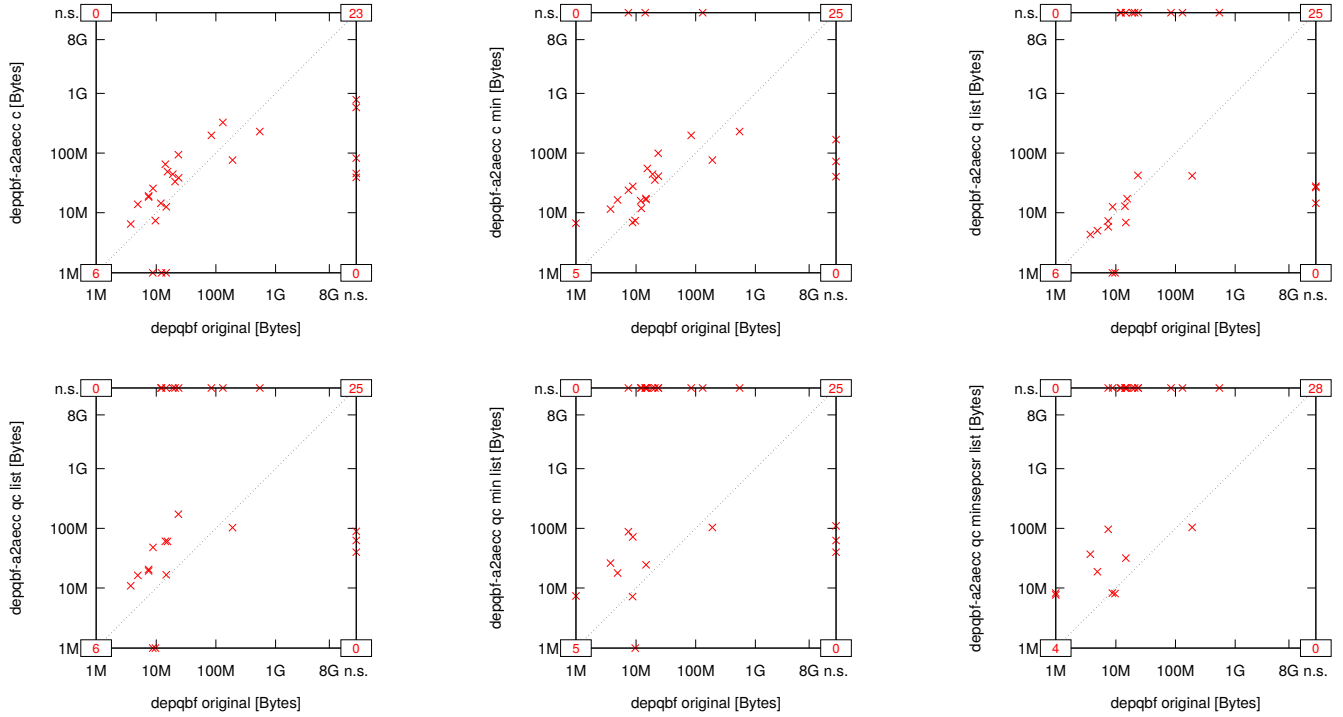 n.s. 0 23
8G
1G
100M
10M
1M 6 0
1M 10M 100M 1G 8G n.s.
depqbf-a2aecc c [Bytes]
depqbf original [Bytes]
n.s. 0 25
8G
1G
100M
10M
1M 5 0
1M 10M 100M 1G 8G n.s.
depqbf-a2aecc c min [Bytes]
depqbf original [Bytes]
n.s. 0 25
8G
1G
100M
10M
1M 6 0
1M 10M 100M 1G 8G n.s.
depqbf-a2aecc q list [Bytes]
depqbf original [Bytes]
n.s. 0 25
8G
1G
100M
10M
1M 6 0
1M 10M 100M 1G 8G n.s.
depqbf-a2aecc qc list [Bytes]
depqbf original [Bytes]
n.s. 0 25
8G
1G
100M
10M
1M 5 0
1M 10M 100M 1G 8G n.s.
depqbf-a2aecc qc min list [Bytes]
depqbf original [Bytes]
n.s. 0 28
8G
1G
100M
10M
1M 4 0
1M 10M 100M 1G 8G n.s.
depqbf-a2aecc qc minsepcsr list [Bytes]
depqbf original [Bytes]